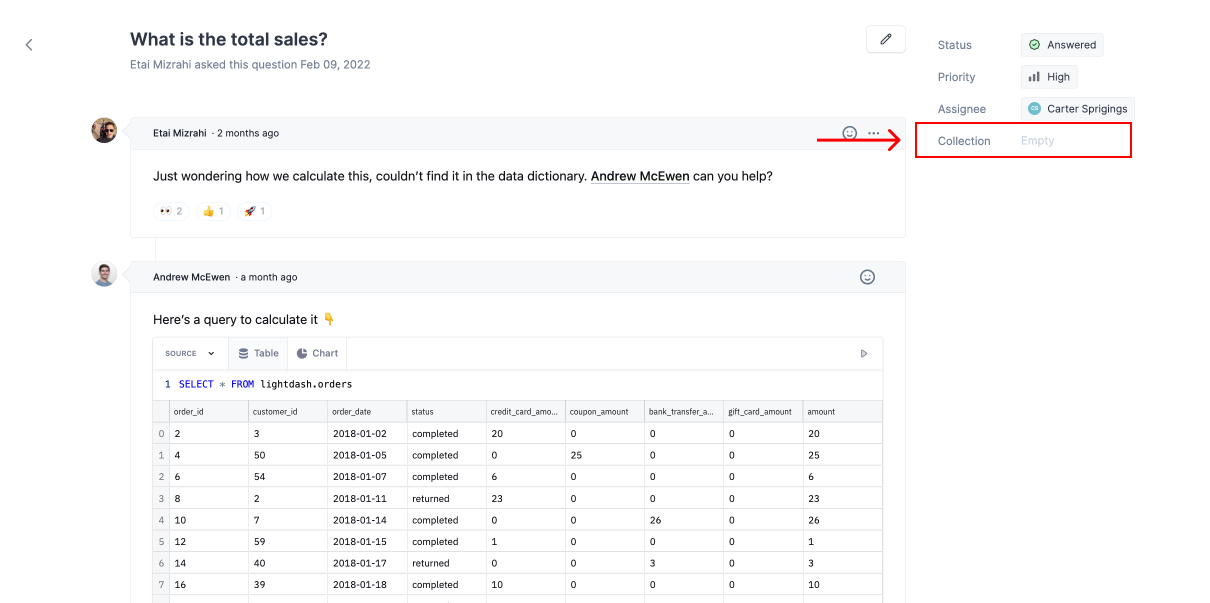 What is the total sales?
Etai Mizrahi asked this question Feb 09, 2022
Status Answered
Priority High
Assignee CS Carter Sprigings
Collection Empty
Etai Mizrahi · 2 months ago
Just wondering how we calculate this, couldn't find it in the data dictionary. Andrew McEwen can you help?
👀 2 👍 1 🚀 1
Andrew McEwen · a month ago
Here's a query to calculate it 👇
SOURCE Table Chart
1 SELECT * FROM lightdash.orders
order_id customer_id order_date status credit_card_amo... coupon_amount bank_transfer_a... gift_card_amount amount
0 2 3 2018-01-02 completed 20 0 0 0 20
1 4 50 2018-01-05 completed 0 25 0 0 25
2 6 54 2018-01-07 completed 6 0 0 0 6
3 8 2 2018-01-11 returned 23 0 0 0 23
4 10 7 2018-01-14 completed 0 0 26 0 26
5 12 59 2018-01-15 completed 1 0 0 0 1
6 14 40 2018-01-17 returned 0 0 3 0 3
7 16 39 2018-01-18 completed 10 0 0 0 10